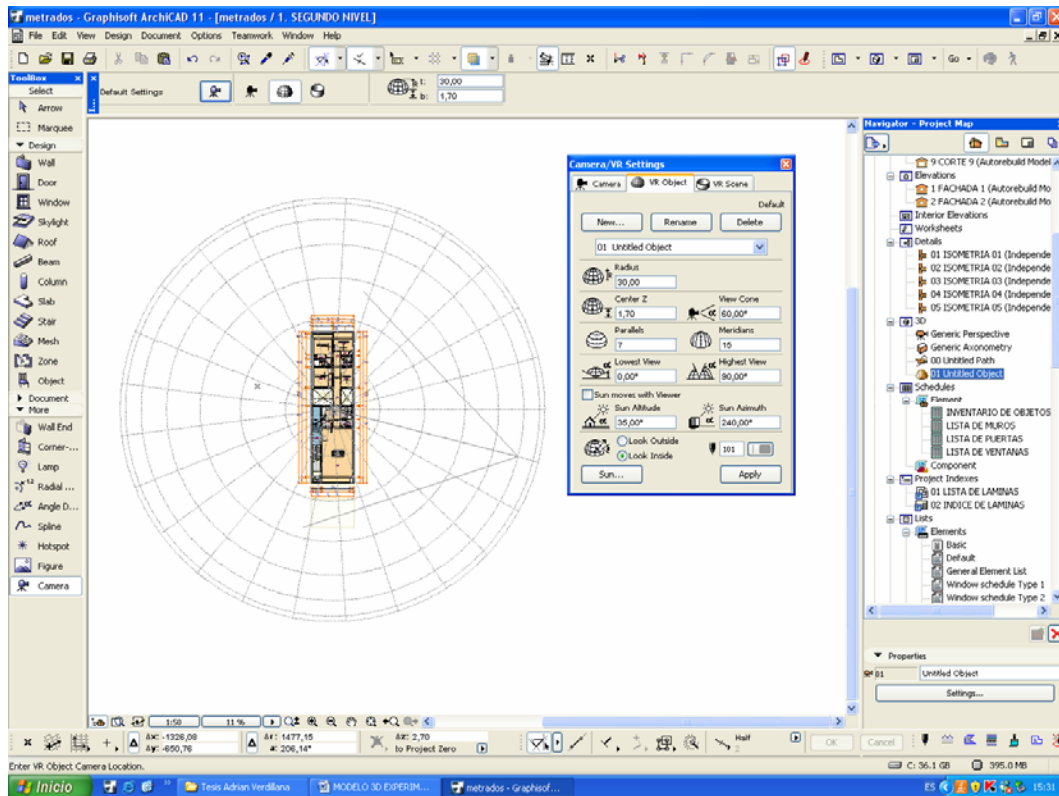 metrados - Graphisoft ArchiCAD 11 - [metrados / 1. SEGUNDO NIVEL]
File Edit View Design Document Options Teamwork Window Help
Go
ToolBox
Select
Arrow
Marquee
Design
Wall
Door
Window
Skylight
Roof
Beam
Column
Slab
Stair
Mesh
Zone
Object
Document
More
Wall End
Corner-...
Lamp
Radial ...
Angle D...
Spline
Hotspot
Figure
Camera
Default Settings
t: 30,00
b: 1,70
Camera/VR Settings
Camera VR Object VR Scene
Default
New... Rename Delete
01 Untitled Object
Radius
30,00
Center Z View Cone
1,70 60,00°
Parallels Meridians
7 15
Lowest View Highest View
0,00° 90,00°
Sun moves with Viewer
Sun Altitude Sun Azimuth
35,00° 240,00°
Look Outside
Look Inside
101
Sun... Apply
Navigator - Project Map
9 CORTE 9 (Autorebuild Model
Elevations
1 FACHADA 1 (Autorebuild Mo
2 FACHADA 2 (Autorebuild Mo
Interior Elevations
Worksheets
Details
01 ISOMETRIA 01 (Independe
02 ISOMETRIA 02 (Independe
03 ISOMETRIA 03 (Independe
04 ISOMETRIA 04 (Independe
05 ISOMETRIA 05 (Independe
3D
Generic Perspective
Generic Axonometry
00 Untitled Path
01 Untitled Object
Schedules
Element
INVENTARIO DE OBJETOS
LISTA DE MUROS
LISTA DE PUERTAS
LISTA DE VENTANAS
Component
Project Indexes
01 LISTA DE LAMINAS
02 INDICE DE LAMINAS
Lists
Elements
Basic
Default
General Element List
Window schedule Type 1
Window schedule Type 2
Properties
01 Untitled Object
Settings...
1:50 11 %
Δx: -1326,08
Δy: -650,76
Δr: 1477,15
α: 206,14°
Δz: 2,70
to Project Zero
Half
2
OK Cancel
Enter VR Object Camera Location.
C: 36.1 GB 395.0 MB
Inicio
Tesis Adrian Verdillana
MODELO 3D EXPERIM...
metrados - Graphisof...
ES
15:31